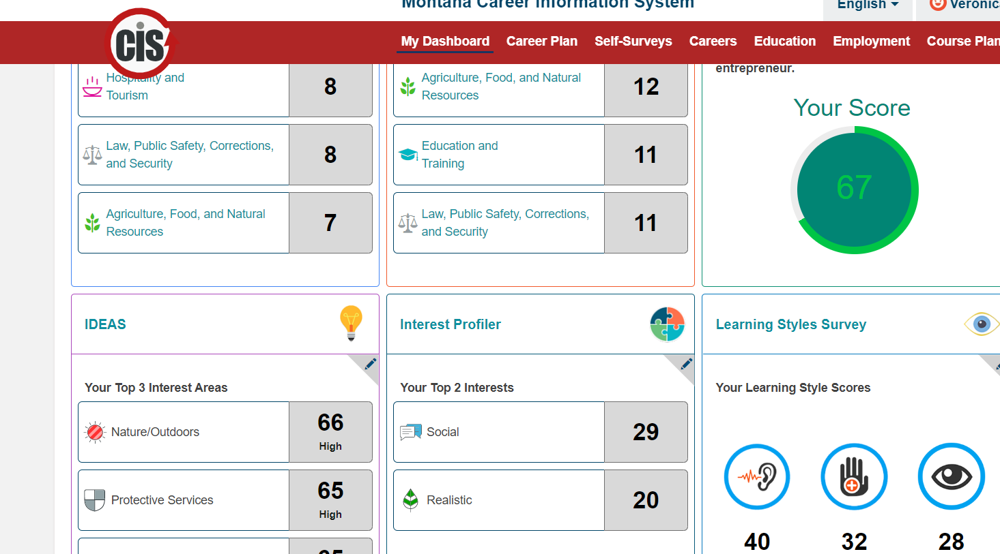 Montana Career Information System
English
Veronic
CIS
My Dashboard
Career Plan
Self-Surveys
Careers
Education
Employment
Course Plan
Hospitality and
Tourism
8
Law, Public Safety, Corrections,
and Security
8
Agriculture, Food, and Natural
Resources
7
Agriculture, Food, and Natural
Resources
12
Education and
Training
11
Law, Public Safety, Corrections,
and Security
11
entrepreneur.
Your Score
67
IDEAS
Your Top 3 Interest Areas
Nature/Outdoors
66
High
Protective Services
65
High
Interest Profiler
Your Top 2 Interests
Social
29
Realistic
20
Learning Styles Survey
Your Learning Style Scores
40
32
28